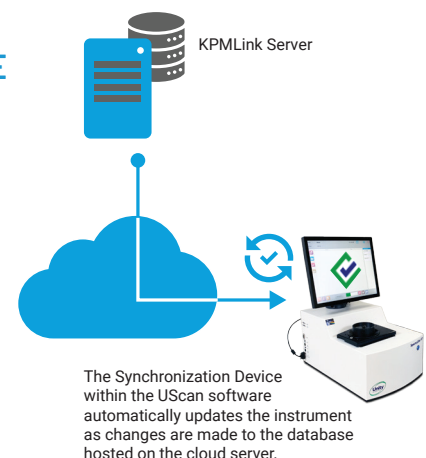 KPMLink Server
E
Unity
The Synchronization Device
within the UScan software
automatically updates the instrument
as changes are made to the database
hosted on the cloud server.